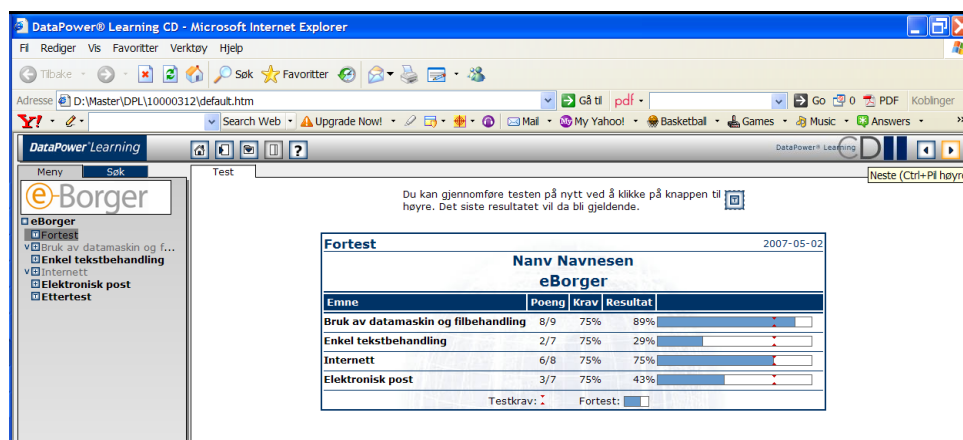 DataPower® Learning CD - Microsoft Internet Explorer
Fil Rediger Vis Favoritter Verktøy Hjelp
Tilbake Søk Favoritter
Adresse D:\Master\DPL\10000312\default.htm Gå til pdf Go 0 PDF Koblinger
Y! Search Web Upgrade Now! Mail My Yahoo! Basketball Games Music Answers »
DataPower®Learning ? DataPower® Learning CD
Meny Søk Test Neste (Ctrl+Pil høyre
e-Borger
Du kan gjennomføre testen på nytt ved å klikke på knappen til
høyre. Det siste resultatet vil da bli gjeldende.
eBorger
Fortest
Bruk av datamaskin og f...
Enkel tekstbehandling
Internett
Elektronisk post
Ettertest
Fortest 2007-05-02
Nanv Navnesen
eBorger
Emne Poeng Krav Resultat
Bruk av datamaskin og filbehandling 8/9 75% 89%
Enkel tekstbehandling 2/7 75% 29%
Internett 6/8 75% 75%
Elektronisk post 3/7 75% 43%
Testkrav: Fortest: